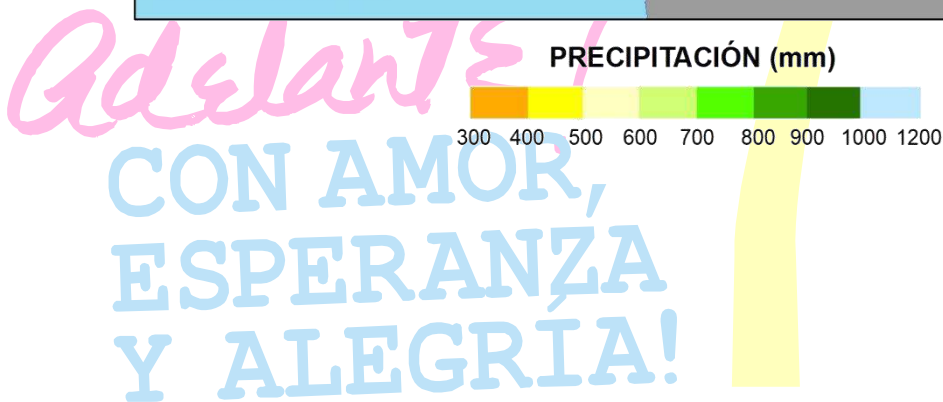 adelante!
PRECIPITACIÓN (mm)
300 400 500 600 700 800 900 1000 1200
CON AMOR,
ESPERANZA
Y ALEGRÍA!